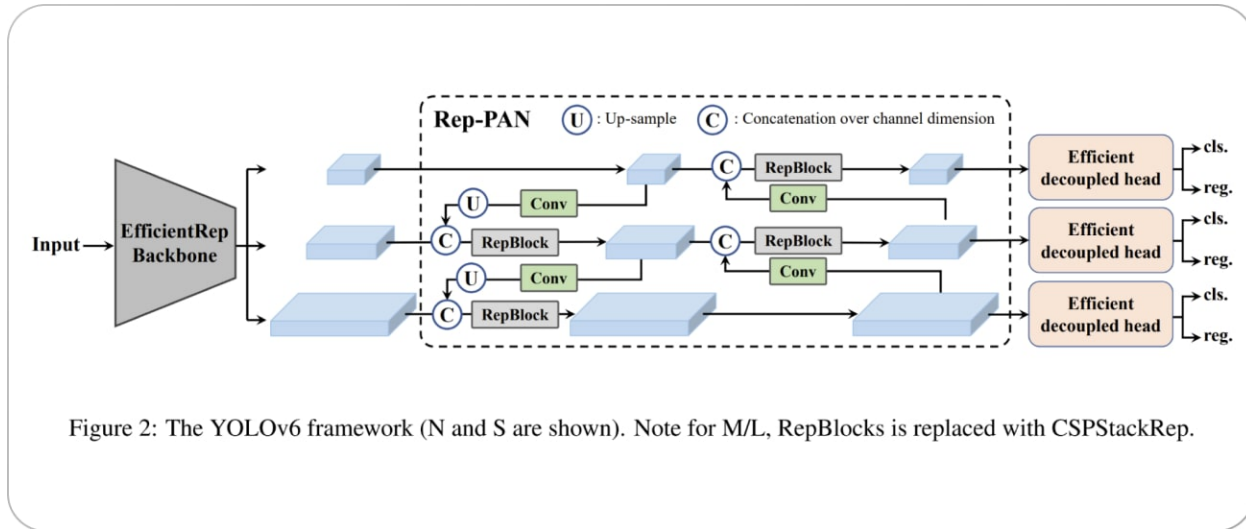 Rep-PAN U : Up-sample C : Concatenation over channel dimension
Input
EfficientRep
Backbone
C RepBlock
U Conv
Conv
C RepBlock
C RepBlock
U Conv
Conv
C RepBlock
Efficient
decoupled head
cls.
reg.
Efficient
decoupled head
cls.
reg.
Efficient
decoupled head
cls.
reg.
Figure 2: The YOLOv6 framework (N and S are shown). Note for M/L, RepBlocks is replaced with CSPStackRep.